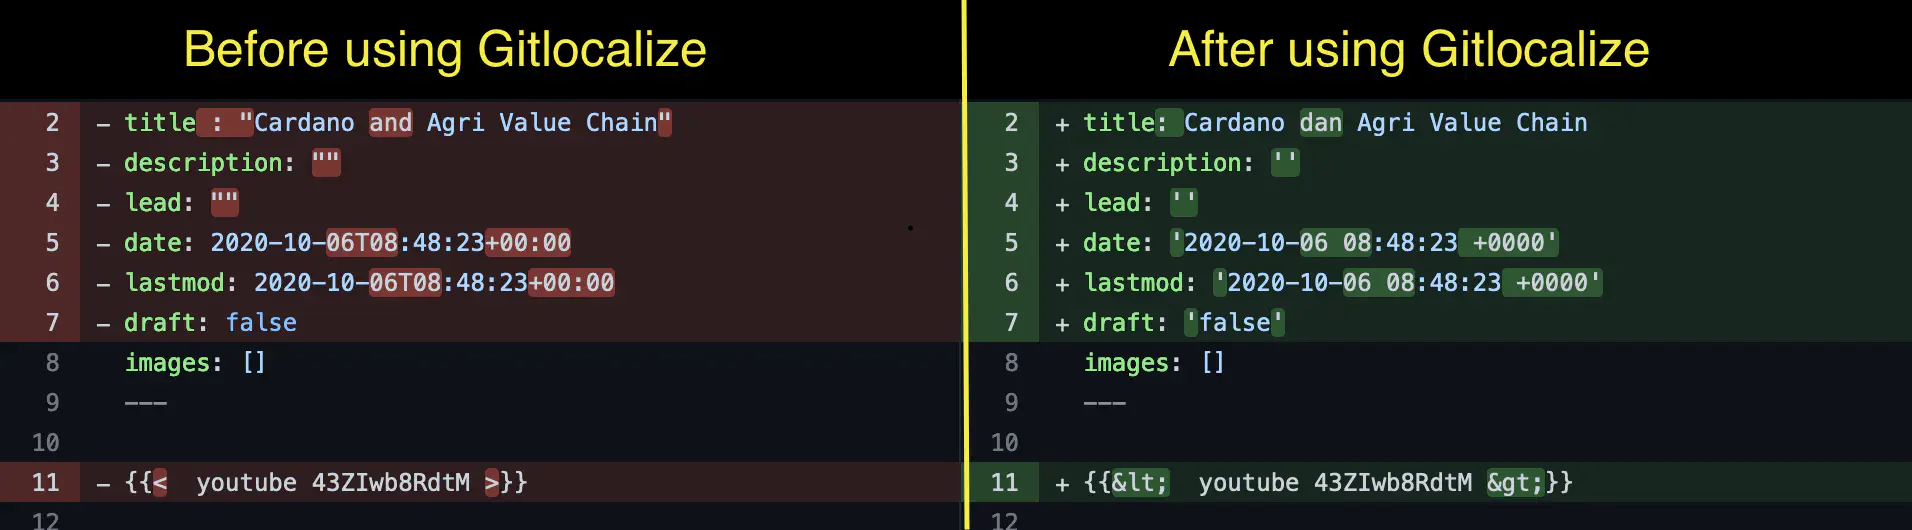 Before using Gitlocalize
2 – title : "Cardano and Agri Value Chain"
3 – description: ""
4 – lead: ""
5 – date: 2020-10-06T08:48:23+00:00
6 – lastmod: 2020-10-06T08:48:23+00:00
7 – draft: false
8 images: []
9 ---
10
11 – {{<  youtube 43ZIwb8RdtM >}}
12
After using Gitlocalize
2 + title: Cardano dan Agri Value Chain
3 + description: ''
4 + lead: ''
5 + date: '2020-10-06 08:48:23 +0000'
6 + lastmod: '2020-10-06 08:48:23 +0000'
7 + draft: 'false'
8 images: []
9 ---
10
11 + {{&lt;  youtube 43ZIwb8RdtM &gt;}}
12